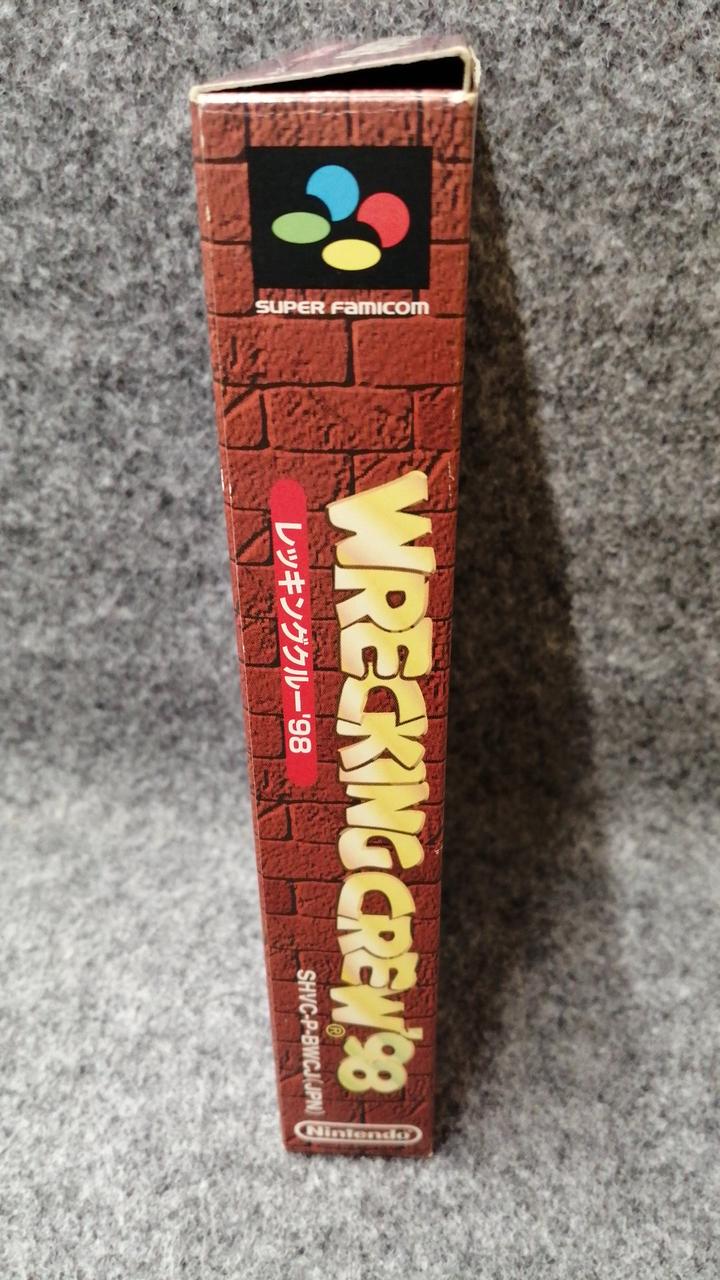 SUPER FAMICOM
WRECKING CREW'98®
レッキングクルー'98
SHVC-P-BWCJ(JPN)
Nintendo